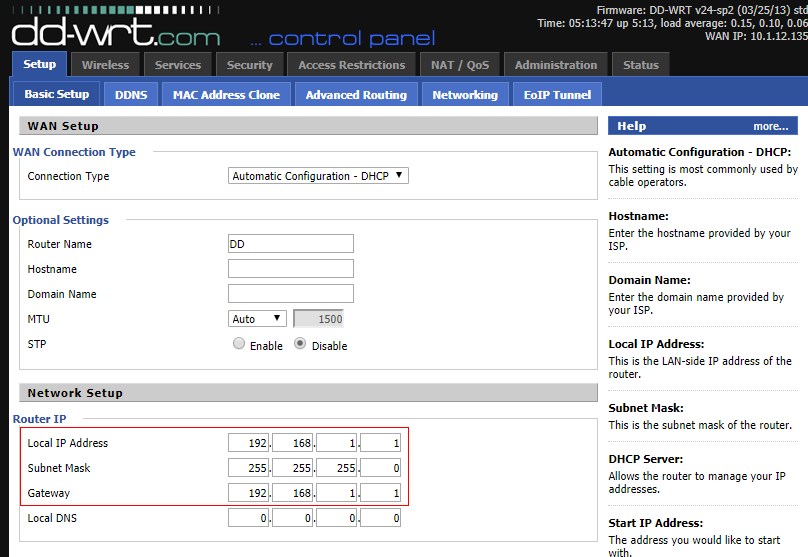 Firmware: DD-WRT v24-sp2 (03/25/13) std
Time: 05:13:47 up 5:13, load average: 0.15, 0.10, 0.06
WAN IP: 10.1.12.135
dd-wrt.com ... control panel
Setup Wireless Services Security Access Restrictions NAT / QoS Administration Status
Basic Setup DDNS MAC Address Clone Advanced Routing Networking EoIP Tunnel
WAN Setup
WAN Connection Type
Connection Type Automatic Configuration - DHCP
Optional Settings
Router Name DD
Hostname
Domain Name
MTU Auto 1500
STP Enable Disable
Network Setup
Router IP
Local IP Address 192. 168. 1. 1
Subnet Mask 255. 255. 255. 0
Gateway 192. 168. 1. 1
Local DNS 0. 0. 0. 0
Help more...
Automatic Configuration - DHCP:
This setting is most commonly used by
cable operators.
Hostname:
Enter the hostname provided by your
ISP.
Domain Name:
Enter the domain name provided by
your ISP.
Local IP Address:
This is the LAN-side IP address of the
router.
Subnet Mask:
This is the subnet mask of the router.
DHCP Server:
Allows the router to manage your IP
addresses.
Start IP Address:
The address you would like to start
with.